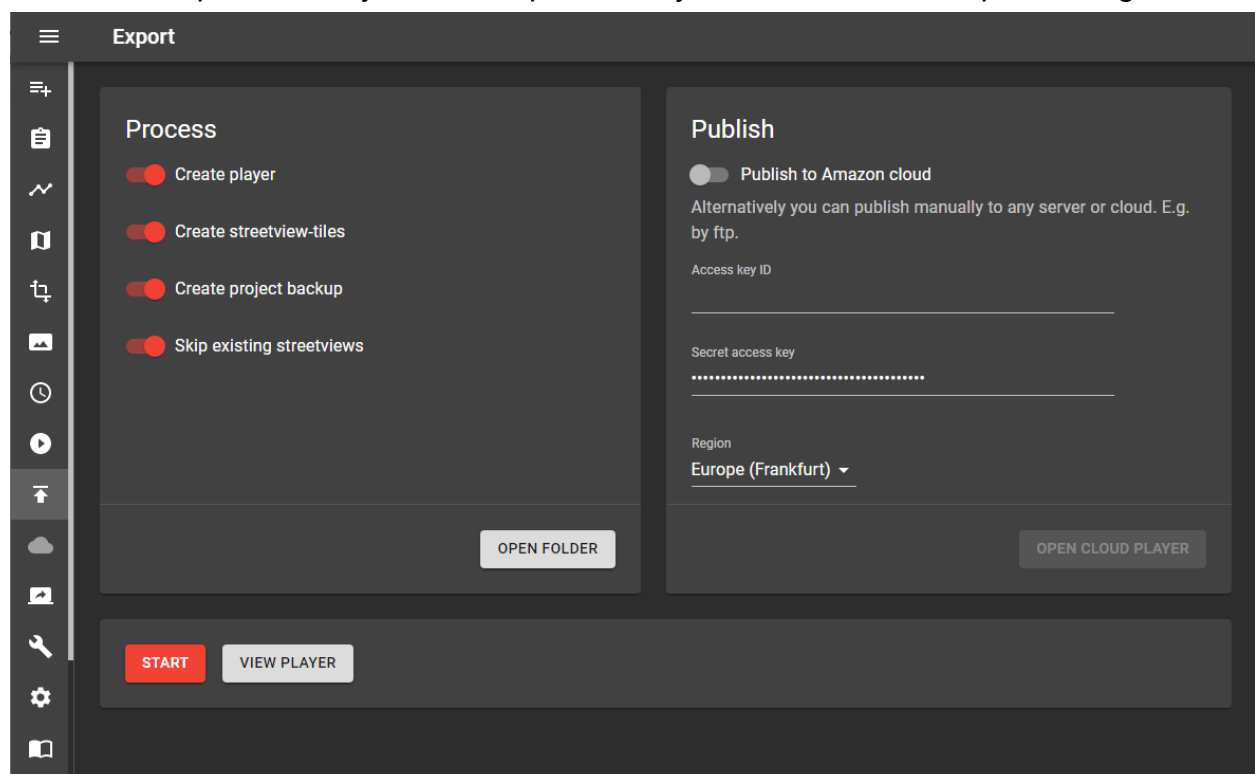 Export
Process
Create player
Create streetview-tiles
Create project backup
Skip existing streetviews
OPEN FOLDER
Publish
Publish to Amazon cloud
Alternatively you can publish manually to any server or cloud. E.g.
by ftp.
Access key ID
Secret access key
••••••••••••••••••••••••••••••••••••••••
Region
Europe (Frankfurt)
OPEN CLOUD PLAYER
START
VIEW PLAYER